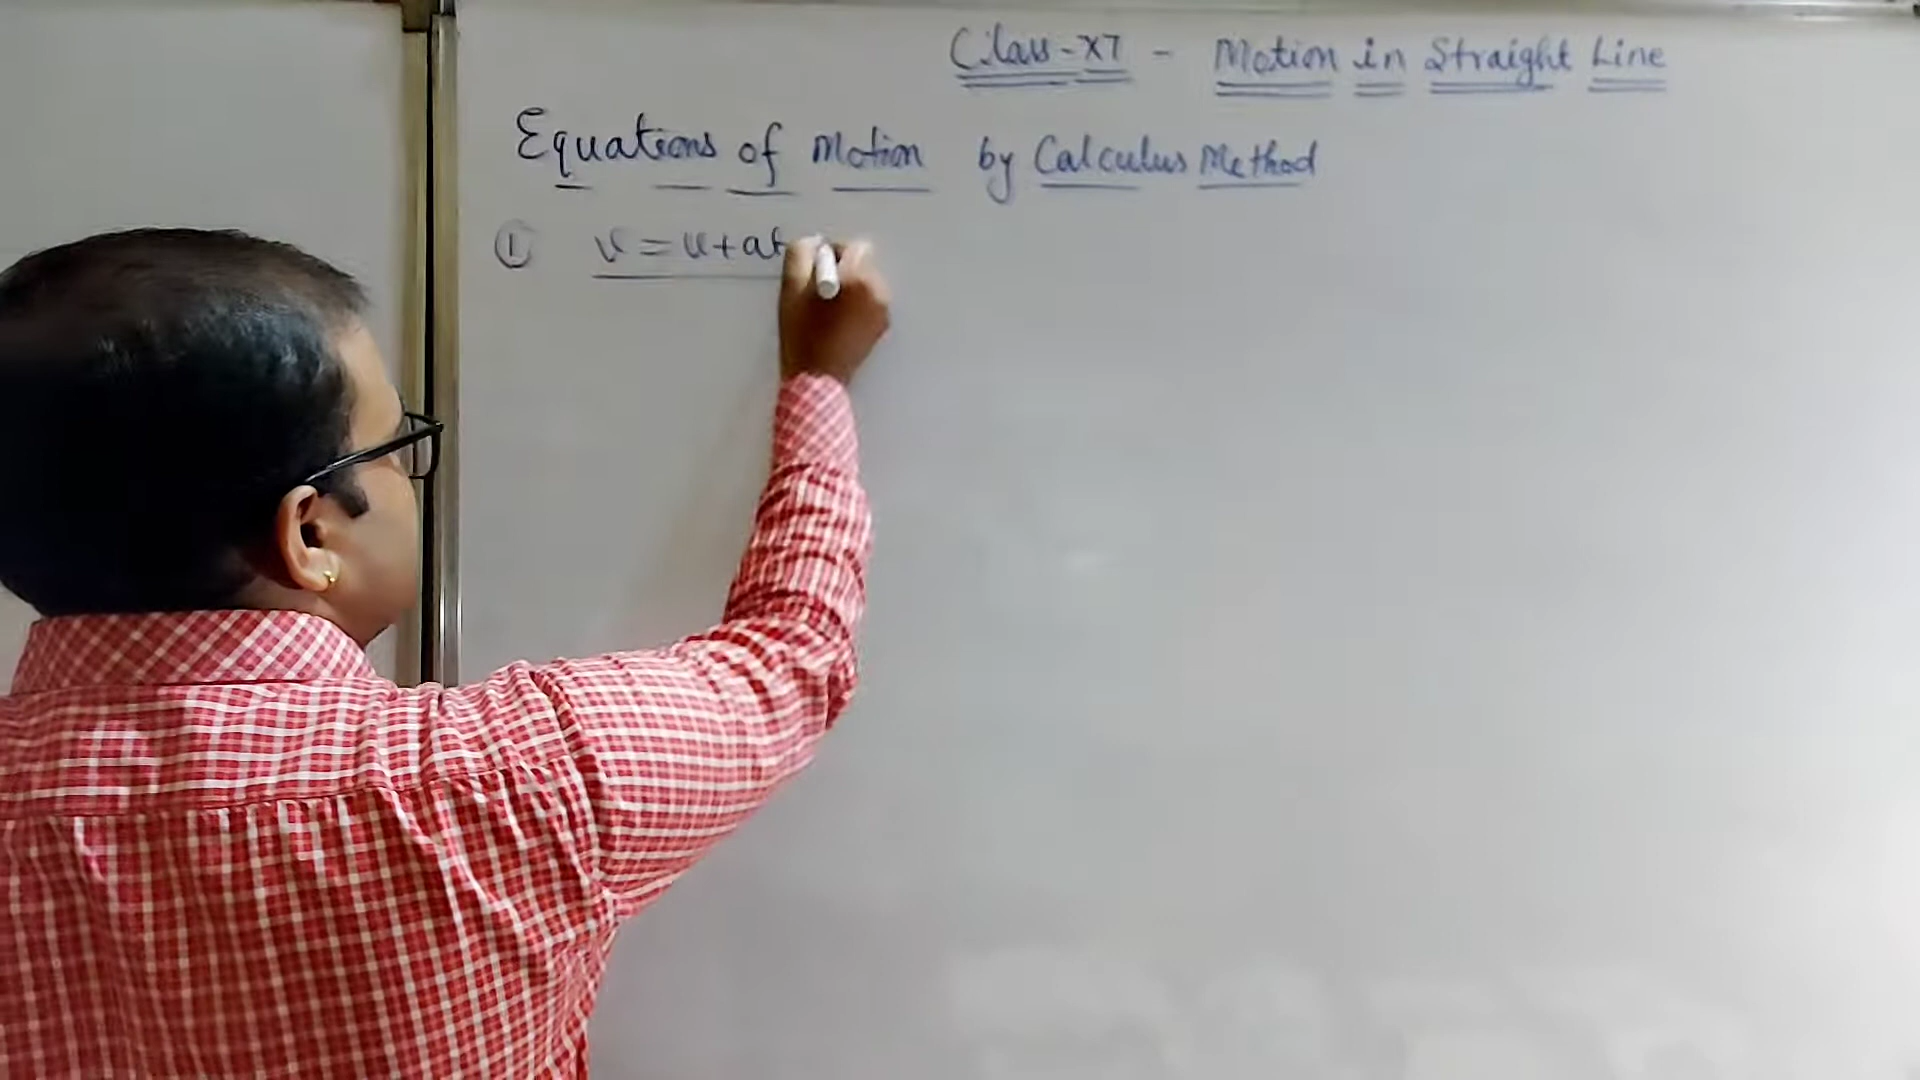 Class-XI - Motion in Straight Line
Equations of Motion by Calculus Method
① v=u+at